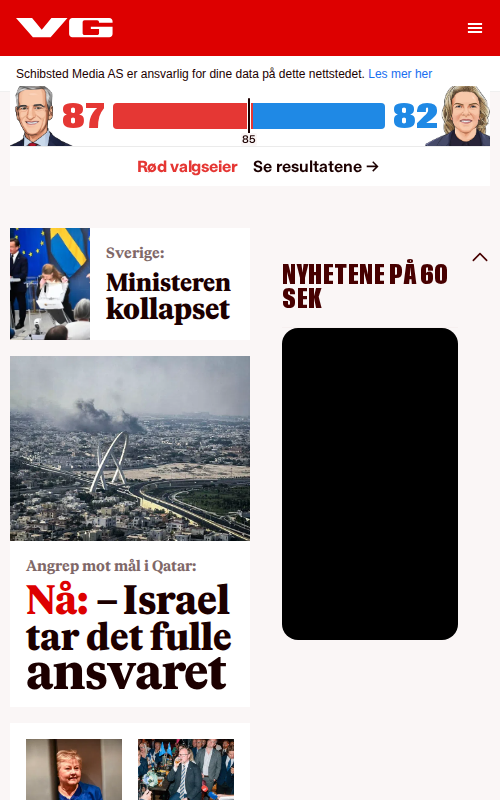 VG
Schibsted Media AS er ansvarlig for dine data på dette nettstedet. Les mer her
87
82
85
Rød valgseier
Se resultatene →
Sverige:
Ministeren
kollapset
NYHETENE PÅ 60
SEK
Angrep mot mål i Qatar:
Nå: – Israel
tar det fulle
ansvaret